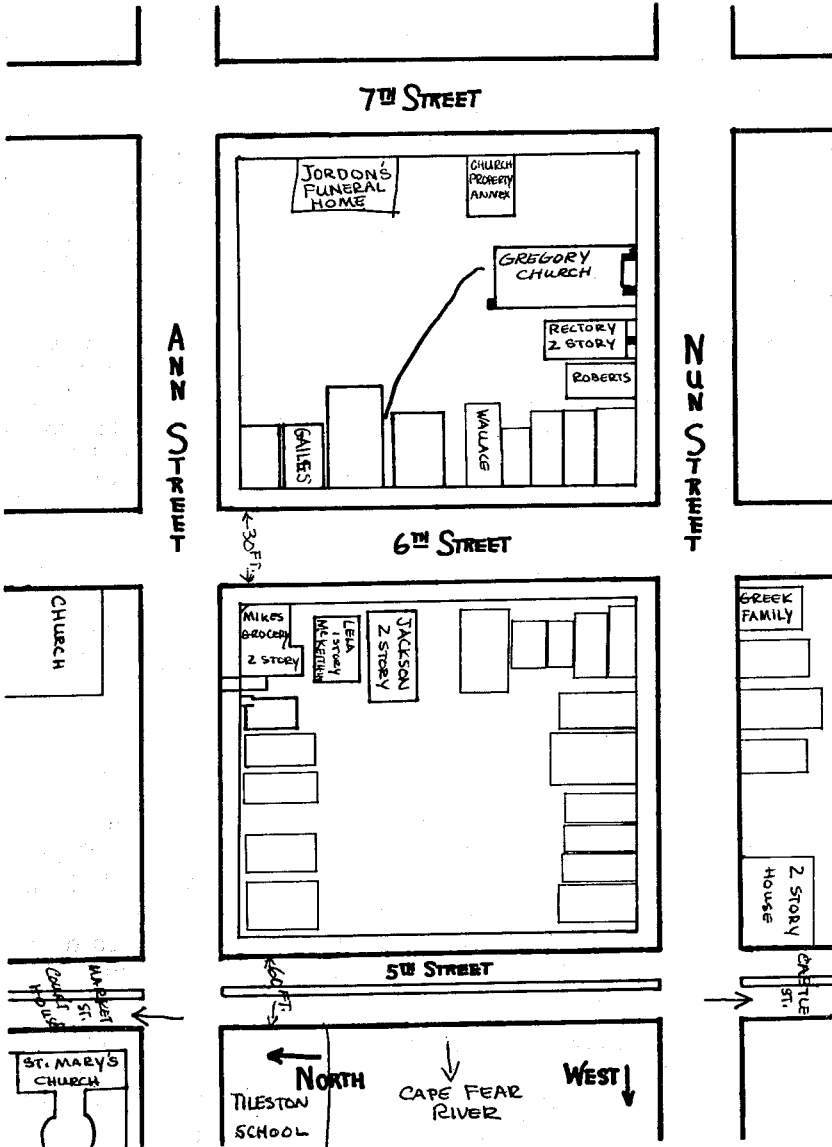 7TH STREET
JORDON'S
FUNERAL
HOME
CHURCH
PROPERTY
ANNEX
GREGORY
CHURCH
RECTORY
2 STORY
ROBERTS
ANN STREET
NUN STREET
GAILES'
WALLACE
30 FT.
6TH STREET
CHURCH
MIKES
GROCERY
2 STORY
LELA
1 STORY
McKEITHN
JACKSON
2 STORY
GREEK
FAMILY
2 STORY
HOUSE
60 FT.
5TH STREET
MARKET
ST.
COURT
HOUSE
CASTLE
ST.
ST. MARY'S
CHURCH
NORTH
TILESTON
SCHOOL
CAPE FEAR
RIVER
WEST